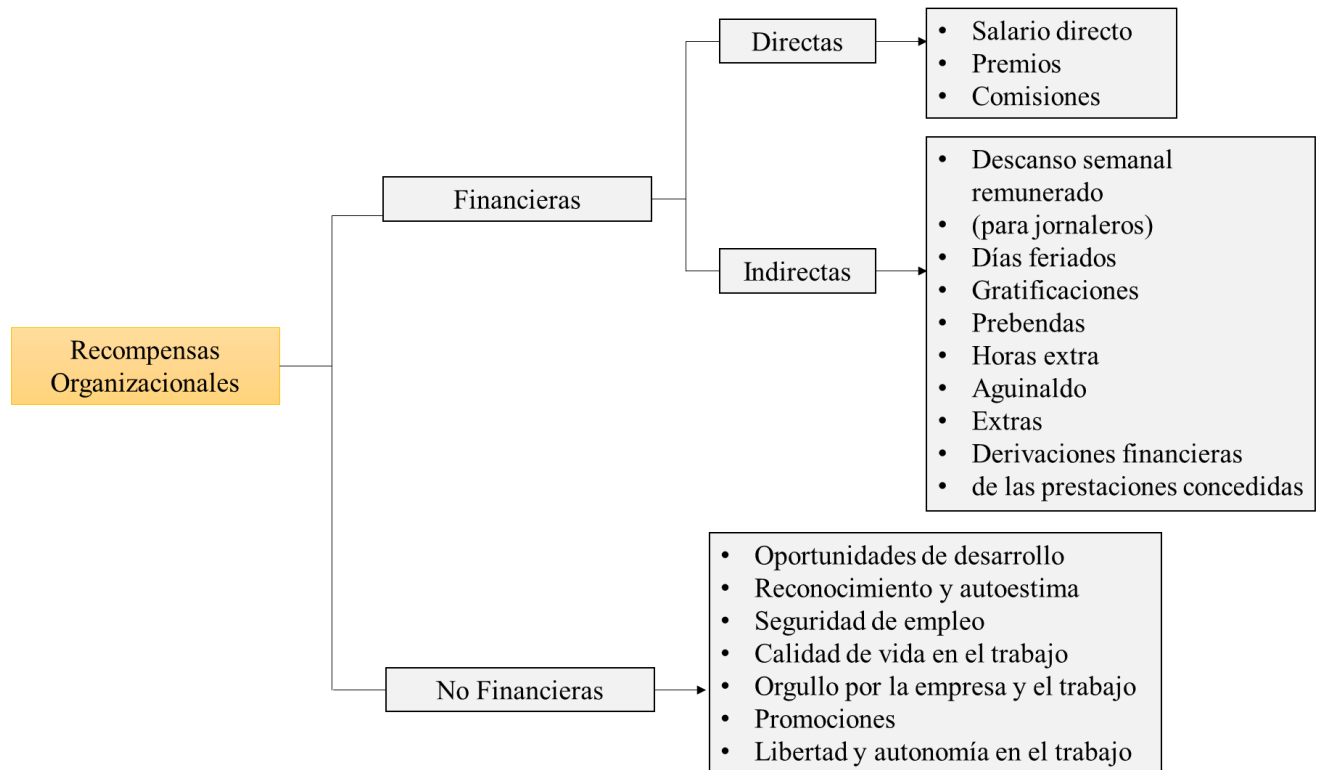 Recompensas
Organizacionales
Financieras
Directas
• Salario directo
• Premios
• Comisiones
Indirectas
• Descanso semanal
remunerado
• (para jornaleros)
• Días feriados
• Gratificaciones
• Prebendas
• Horas extra
• Aguinaldo
• Extras
• Derivaciones financieras
• de las prestaciones concedidas
No Financieras
• Oportunidades de desarrollo
• Reconocimiento y autoestima
• Seguridad de empleo
• Calidad de vida en el trabajo
• Orgullo por la empresa y el trabajo
• Promociones
• Libertad y autonomía en el trabajo